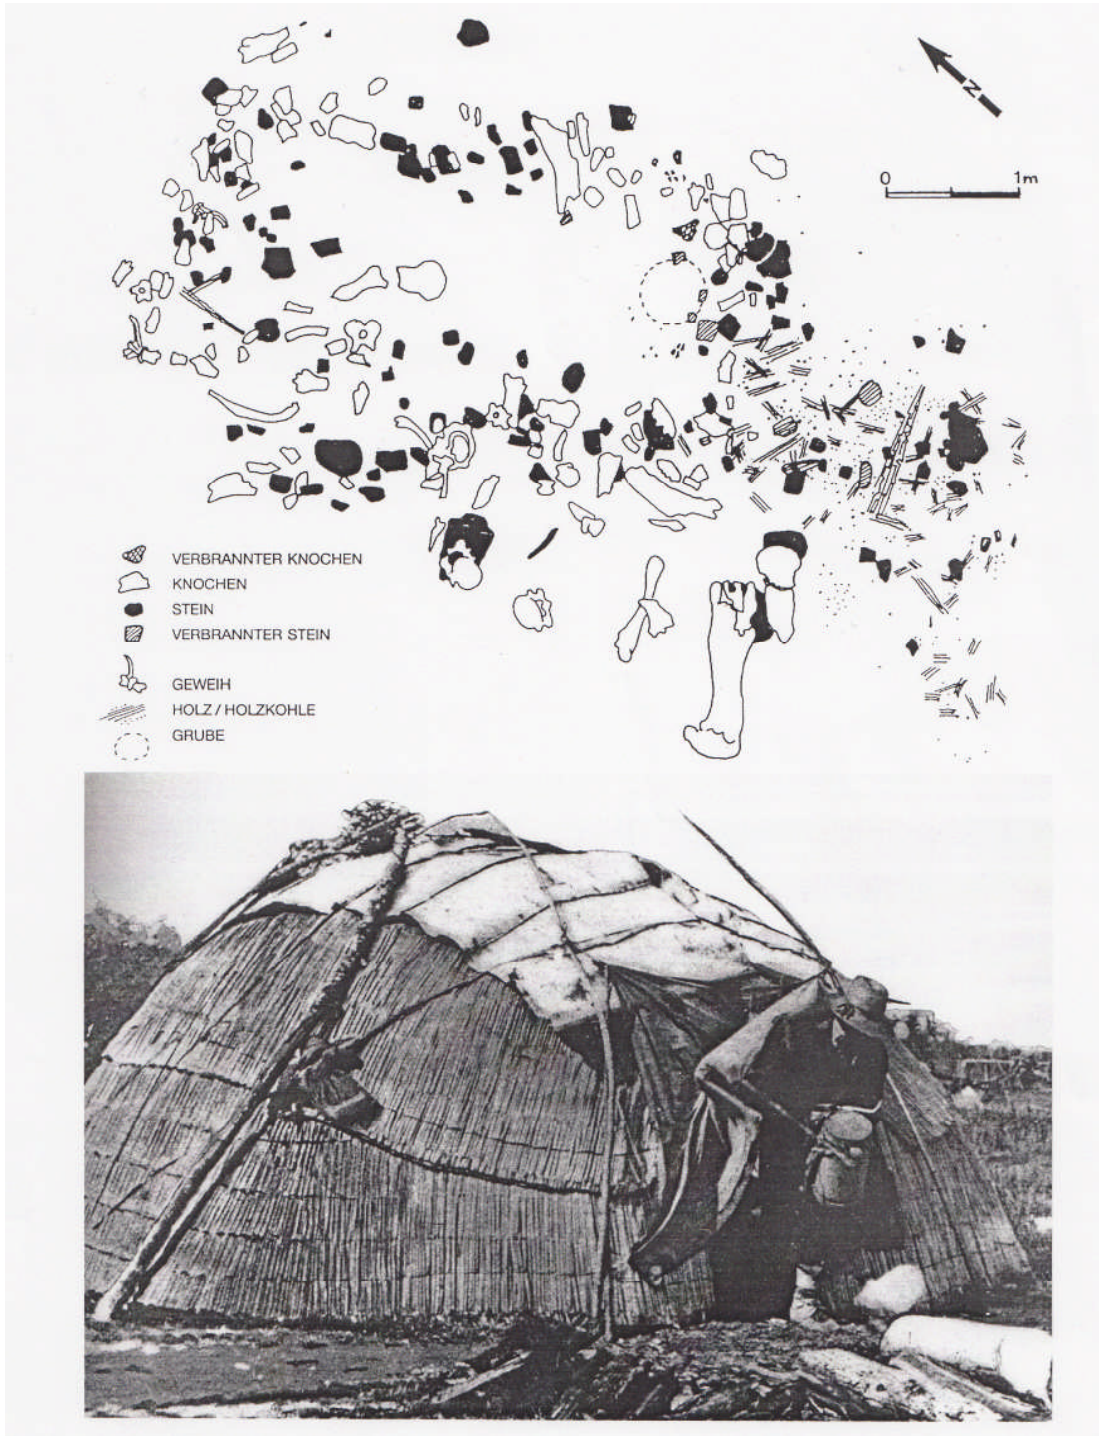 N
0 1m
VERBRANNTER KNOCHEN
KNOCHEN
STEIN
VERBRANNTER STEIN
GEWEIH
HOLZ / HOLZKOHLE
GRUBE